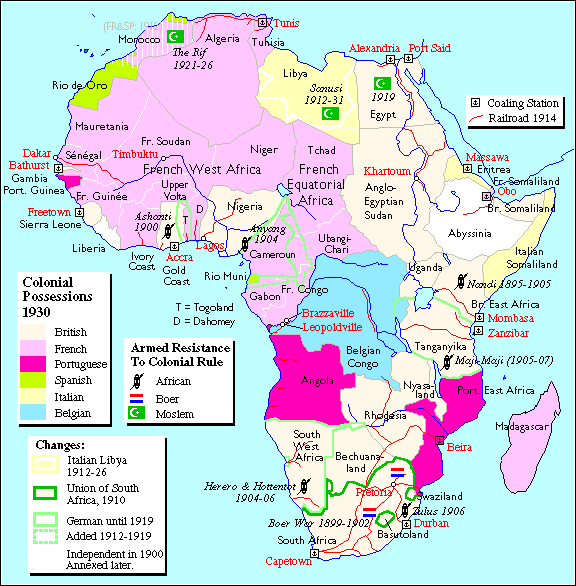 (FR&SP: 1912)
Morocco
The Rif
1921-26
Algeria
Tunis
Tunisia
Alexandria
Port Said
Rio de Oro
Libya
Sanusi
1912-31
1919
Egypt
Coaling Station
Railroad 1914
Mauretania
Fr. Soudan
Niger
Tchad
Dakar
Bathurst
Sénégal
Timbuktu
French West Africa
French
Equatorial
Africa
Khartoum
Anglo-
Egyptian
Sudan
Massawa
Eritrea
Fr. Somaliland
Obo
Br. Somaliland
Gambia
Port. Guinea
Fr. Guinée
Upper
Volta
Nigeria
Freetown
Sierra Leone
Ashanti
1900
T
D
Anyang
1904
Abyssinia
Liberia
Ivory
Coast
Accra
Gold
Coast
Lagos
Cameroun
Ubangi-
Chari
Italian
Somaliland
Rio Muni
Gabon
Fr. Congo
Uganda
Nandi 1895-1905
Br. East Africa
Colonial
Possessions
1930
British
French
Portuguese
Spanish
Italian
Belgian
T = Togoland
D = Dahomey
Brazzaville
Leopoldville
Mombasa
Zanzibar
Armed Resistance
To Colonial Rule
African
Boer
Moslem
Belgian
Congo
Tanganyika
Maji-Maji (1905-07)
Angola
Nyasa-
land
Port. East Africa
Rhodesia
Madagascar
Changes:
Italian Libya
1912-26
Union of South
Africa, 1910
German until 1919
Added 1912-1919
Independent in 1900
Annexed later.
South
West
Africa
Bechuana-
land
Beira
Herero & Hottentot
1904-06
Pretoria
Swaziland
Zulus 1906
Boer War 1899-1902
Durban
Basutoland
South Africa
Capetown